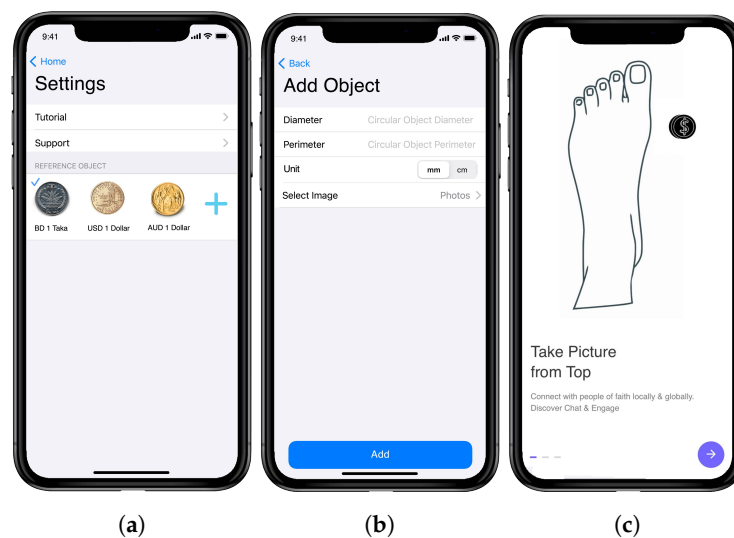 9:41
Home
Settings
Tutorial
Support
REFERENCE OBJECT
BD 1 Taka USD 1 Dollar AUD 1 Dollar
(a)
9:41
Back
Add Object
Diameter Circular Object Diameter
Perimeter Circular Object Perimeter
Unit mm cm
Select Image Photos
Add
(b)
$
Take Picture
from Top
Connect with people of faith locally & globally.
Discover Chat & Engage
(c)